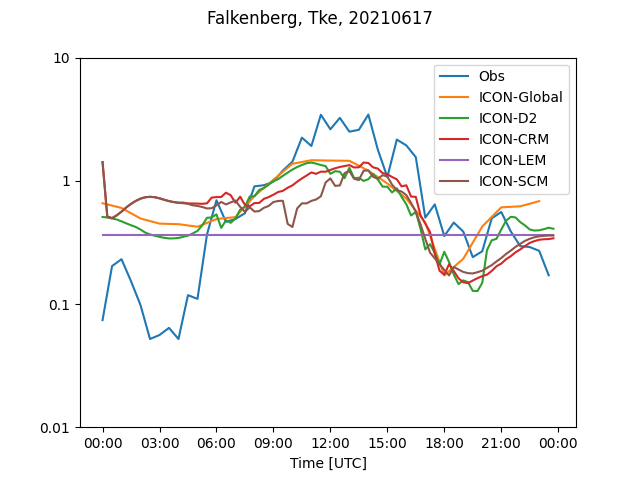 Falkenberg, Tke, 20210617
10
1
0.1
0.01
Obs
ICON-Global
ICON-D2
ICON-CRM
ICON-LEM
ICON-SCM
00:00 03:00 06:00 09:00 12:00 15:00 18:00 21:00 00:00
Time [UTC]